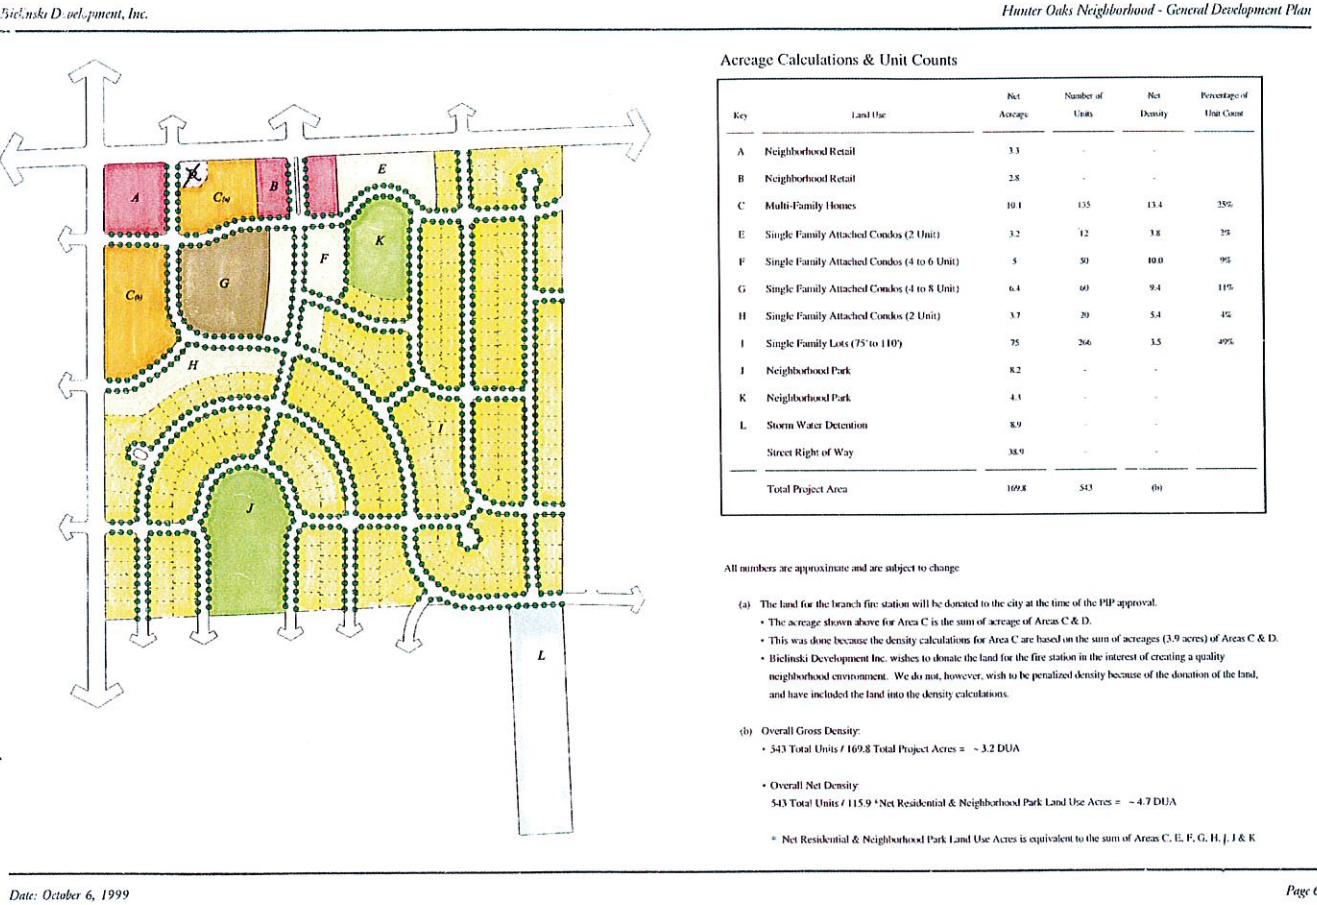 Bielinski Development, Inc.
Hunter Oaks Neighborhood - General Development Plan
Acreage Calculations & Unit Counts
Key Land Use Net Acreage Number of Units Net Density Percentage of Unit Count
A Neighborhood Retail 3.3 - - -
B Neighborhood Retail 2.8 - - -
C Multi-Family Homes 10.1 135 13.4 25%
E Single Family Attached Condos (2 Unit) 3.2 12 3.8 2%
F Single Family Attached Condos (4 to 6 Unit) 5 50 10.0 9%
G Single Family Attached Condos (4 to 8 Unit) 6.4 60 9.4 11%
H Single Family Attached Condos (2 Unit) 3.7 20 5.4 4%
I Single Family Lots (75' to 110') 75 266 3.5 49%
J Neighborhood Park 8.2 - -
K Neighborhood Park 4.3 - -
L Storm Water Detention 8.9 - -
Street Right of Way 38.9 - -
Total Project Area 169.8 543 (b)
All numbers are approximate and are subject to change
(a) The land for the branch fire station will be donated to the city at the time of the PIP approval.
• The acreage shown above for Area C is the sum of acreage of Areas C & D.
• This was done because the density calculations for Area C are based on the sum of acreages (3.9 acres) of Areas C & D.
• Bielinski Development Inc. wishes to donate the land for the fire station in the interest of creating a quality
neighborhood environment. We do not, however, wish to be penalized density because of the donation of the land,
and have included the land into the density calculations.
(b) Overall Gross Density:
• 543 Total Units / 169.8 Total Project Acres = ~ 3.2 DUA
• Overall Net Density
543 Total Units / 115.9 *Net Residential & Neighborhood Park Land Use Acres = ~ 4.7 DUA
* Net Residential & Neighborhood Park Land Use Acres is equivalent to the sum of Areas C, E, F, G, H, I, J & K
A
C(a)
B
E
K
F
G
C(b)
H
I
J
L
Date: October 6, 1999
Page 6